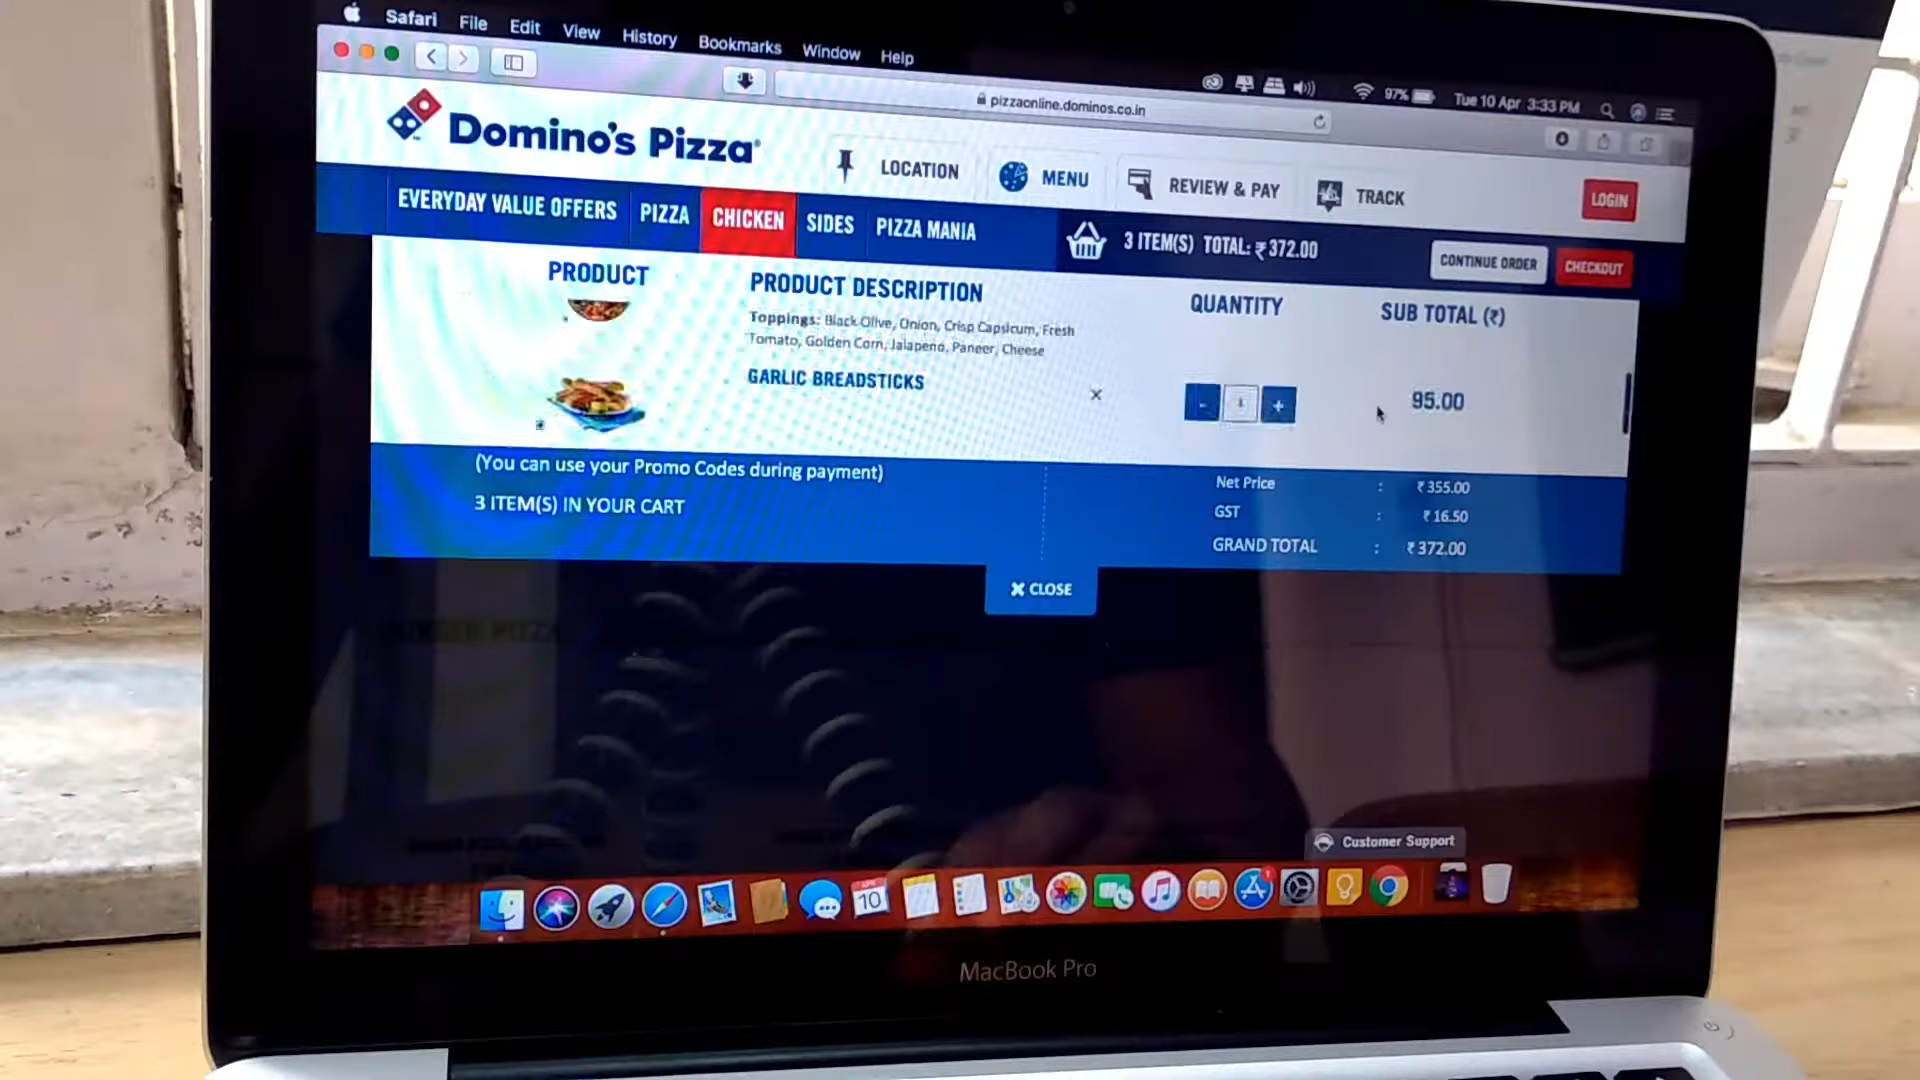 Safari File Edit View History Bookmarks Window Help
97% Tue 10 Apr 3:33 PM
pizzaonline.dominos.co.in
Domino's Pizza
LOCATION MENU REVIEW & PAY TRACK LOGIN
EVERYDAY VALUE OFFERS PIZZA CHICKEN SIDES PIZZA MANIA
3 ITEM(S) TOTAL: ₹372.00 CONTINUE ORDER CHECKOUT
PRODUCT PRODUCT DESCRIPTION QUANTITY SUB TOTAL (₹)
Toppings: Black Olive, Onion, Crisp Capsicum, Fresh
Tomato, Golden Corn, Jalapeno, Paneer, Cheese
GARLIC BREADSTICKS × - 1 + 95.00
(You can use your Promo Codes during payment)
3 ITEM(S) IN YOUR CART
Net Price : ₹355.00
GST : ₹16.50
GRAND TOTAL : ₹372.00
✖ CLOSE
Customer Support
APR
10
MacBook Pro